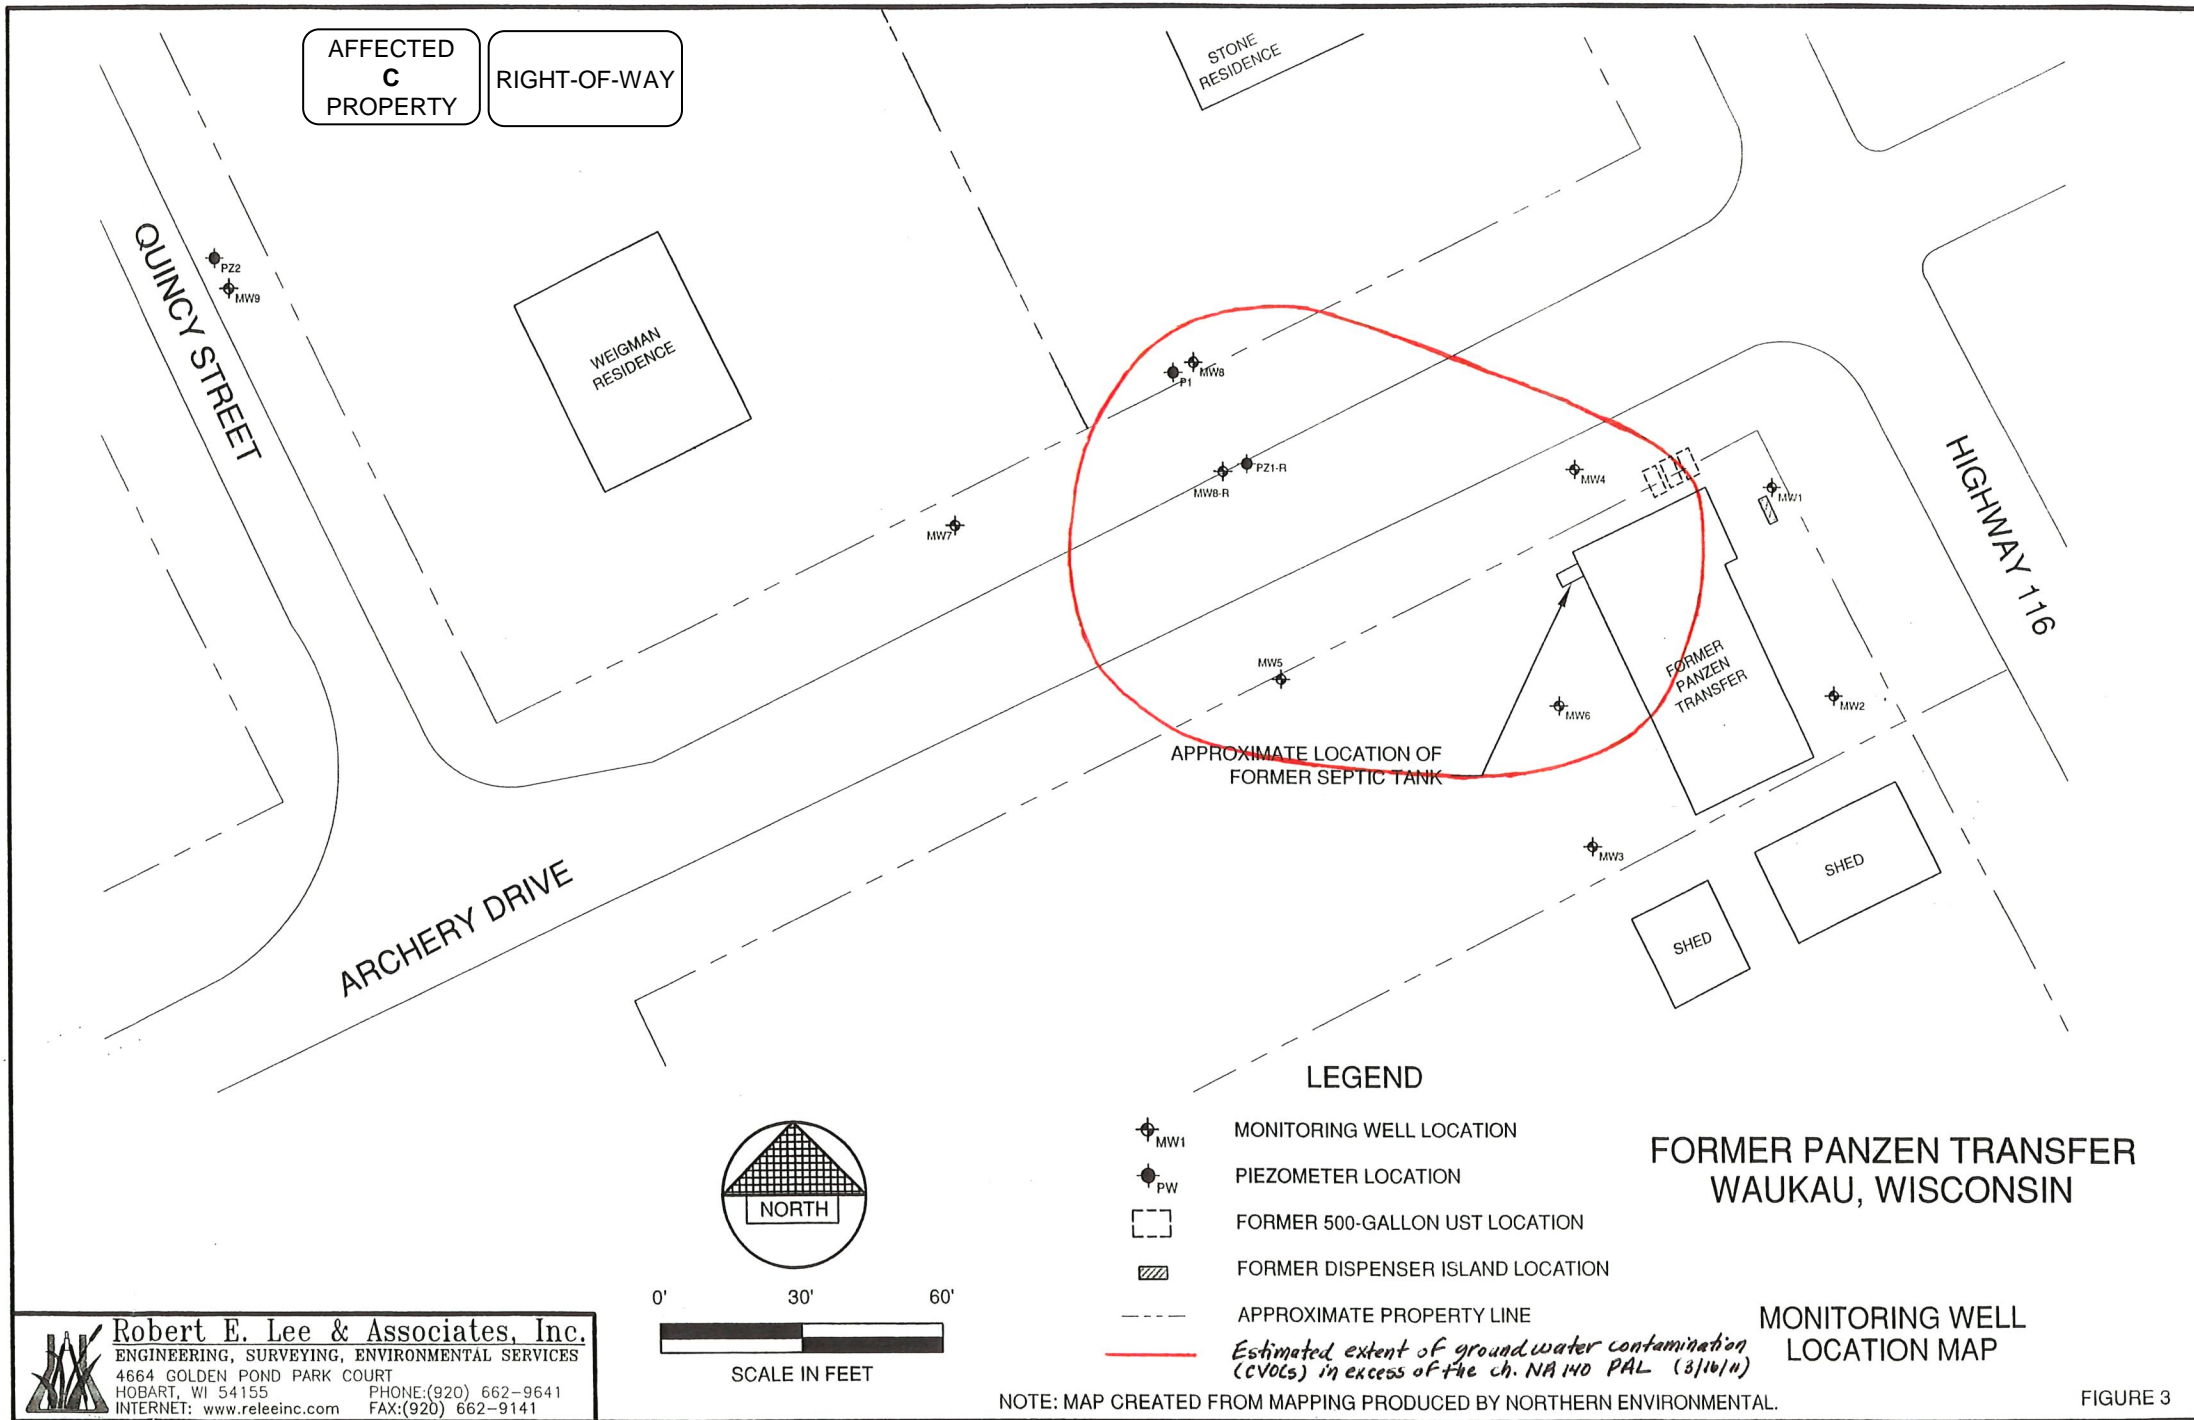 AFFECTED
C
PROPERTY
RIGHT-OF-WAY
STONE
RESIDENCE
QUINCY STREET
PZ2
MW9
WEIGMAN
RESIDENCE
MW8
P1
PZ1-R
MW8-R
MW7
MW4
MW1
HIGHWAY 116
MW5
FORMER
PANZEN
TRANSFER
MW6
MW2
APPROXIMATE LOCATION OF
FORMER SEPTIC TANK
MW3
SHED
SHED
ARCHERY DRIVE
LEGEND
MW1 MONITORING WELL LOCATION
PW PIEZOMETER LOCATION
FORMER 500-GALLON UST LOCATION
FORMER DISPENSER ISLAND LOCATION
APPROXIMATE PROPERTY LINE
Estimated extent of groundwater contamination
(CVOCs) in excess of the ch. NR 140 PAL (3/16/11)
NOTE: MAP CREATED FROM MAPPING PRODUCED BY NORTHERN ENVIRONMENTAL.
FORMER PANZEN TRANSFER
WAUKAU, WISCONSIN
MONITORING WELL
LOCATION MAP
FIGURE 3
NORTH
0' 30' 60'
SCALE IN FEET
Robert E. Lee & Associates, Inc.
ENGINEERING, SURVEYING, ENVIRONMENTAL SERVICES
4664 GOLDEN POND PARK COURT
HOBART, WI 54155 PHONE:(920) 662-9641
INTERNET: www.releeinc.com FAX:(920) 662-9141